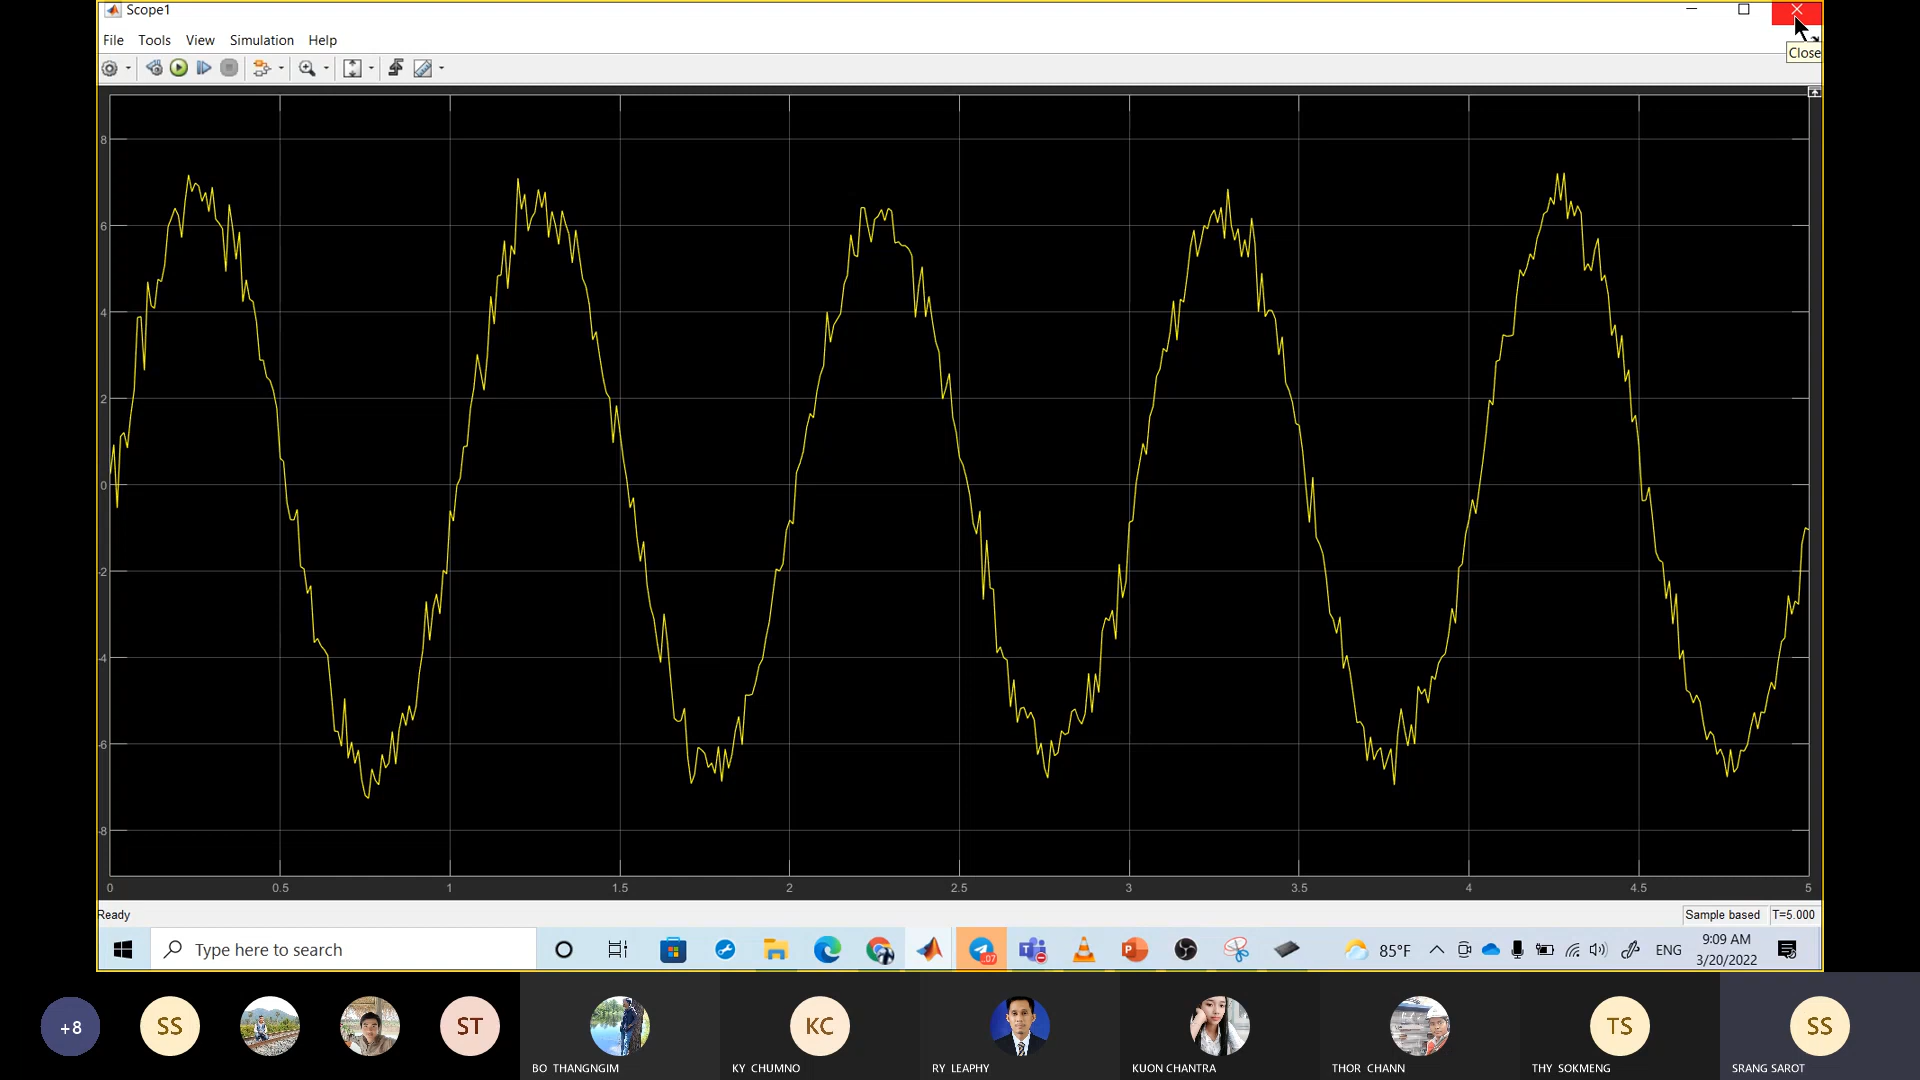 Scope1
File Tools View Simulation Help
Close
8
6
4
2
0
-2
-4
-6
-8
0 0.5 1 1.5 2 2.5 3 3.5 4 4.5 5
Ready
Sample based T=5.000
Type here to search
85°F
ENG
9:09 AM
3/20/2022
+8
SS
ST
KC
TS
SS
BO THANGNGIM
KY CHUMNO
RY LEAPHY
KUON CHANTRA
THOR CHANN
THY SOKMENG
SRANG SAROT